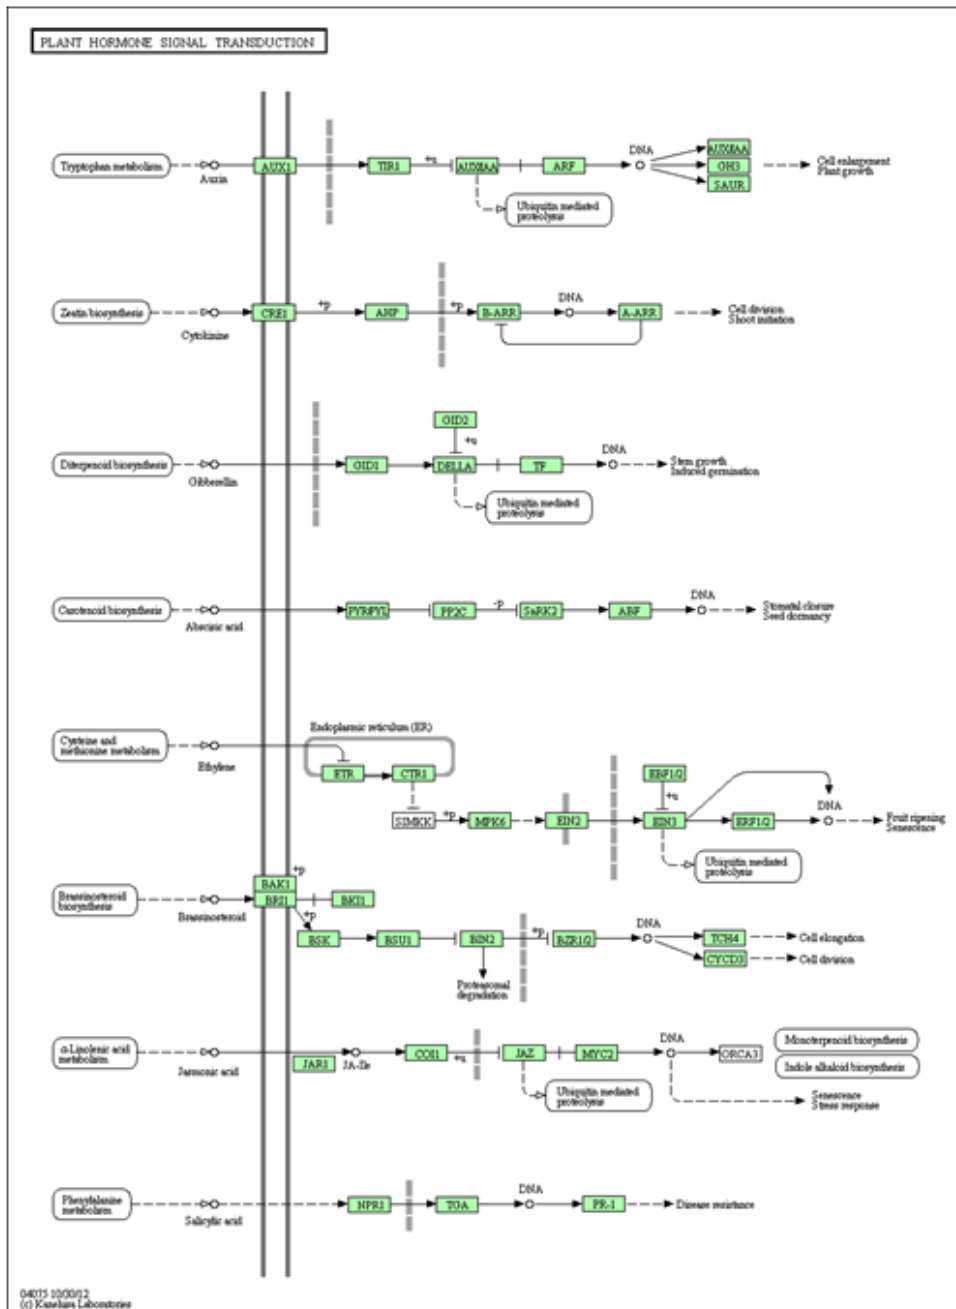 PLANT HORMONE SIGNAL TRANSDUCTION
Tryptophan metabolism
Auxin
AUX1
TIR1
+u
AUX/IAA
ARF
DNA
AUX/IAA
GH3
SAUR
Cell enlargement
Plant growth
Ubiquitin mediated
proteolysis
Zeatin biosynthesis
Cytokinine
CRE1
+p
AHP
+p
B-ARR
DNA
A-ARR
Cell division
Shoot initiation
Diterpenoid biosynthesis
Gibberellin
GID1
GID2
+u
DELLA
TF
DNA
Stem growth
Induced germination
Ubiquitin mediated
proteolysis
Carotenoid biosynthesis
Abscisic acid
PYR/PYL
PP2C
-p
SnRK2
ABF
DNA
Stomatal closure
Seed dormancy
Cysteine and
methionine metabolism
Ethylene
Endoplasmic reticulum (ER)
ETR
CTR1
SIMKK
+p
MPK6
EIN2
EBF1/2
+u
EIN3
ERF1/2
DNA
Fruit ripening
Senescence
Ubiquitin mediated
proteolysis
Brassinosteroid
biosynthesis
Brassinosteroid
BAK1
+p
BRI1
BKI1
+p
BSK
BSU1
BIN2
+p
BZR1/2
DNA
TCH4
Cell elongation
CYCD3
Cell division
Proteasomal
degradation
α-Linolenic acid
metabolism
Jasmonic acid
JAR1
JA-Ile
COI1
+u
JAZ
MYC2
DNA
ORCA3
Monoterpenoid biosynthesis
Indole alkaloid biosynthesis
Ubiquitin mediated
proteolysis
Senescence
Stress response
Phenylalanine
metabolism
Salicylic acid
NPR1
TGA
DNA
PR-1
Disease resistance
04075 10/30/12
(c) Kanehisa Laboratories